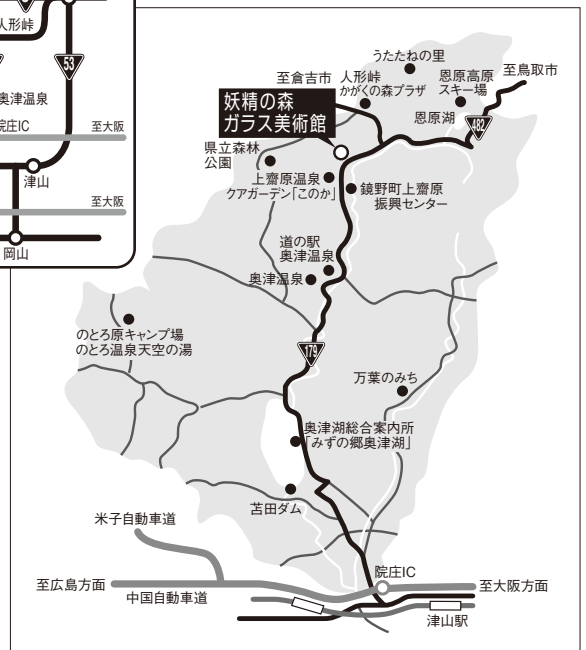 人形峠
53
奥津温泉
院庄IC
至大阪
津山
至大阪
岡山
うたたねの里
至倉吉市
人形峠
かがくの森プラザ
恩原高原
スキー場
至鳥取市
妖精の森
ガラス美術館
恩原湖
482
県立森林
公園
上齋原温泉
クアガーデン「このか」
鏡野町上齋原
振興センター
道の駅
奥津温泉
奥津温泉
のとろ原キャンプ場
のとろ温泉天空の湯
179
万葉のみち
奥津湖総合案内所
「みずの郷奥津湖」
苫田ダム
米子自動車道
院庄IC
至広島方面
中国自動車道
至大阪方面
津山駅